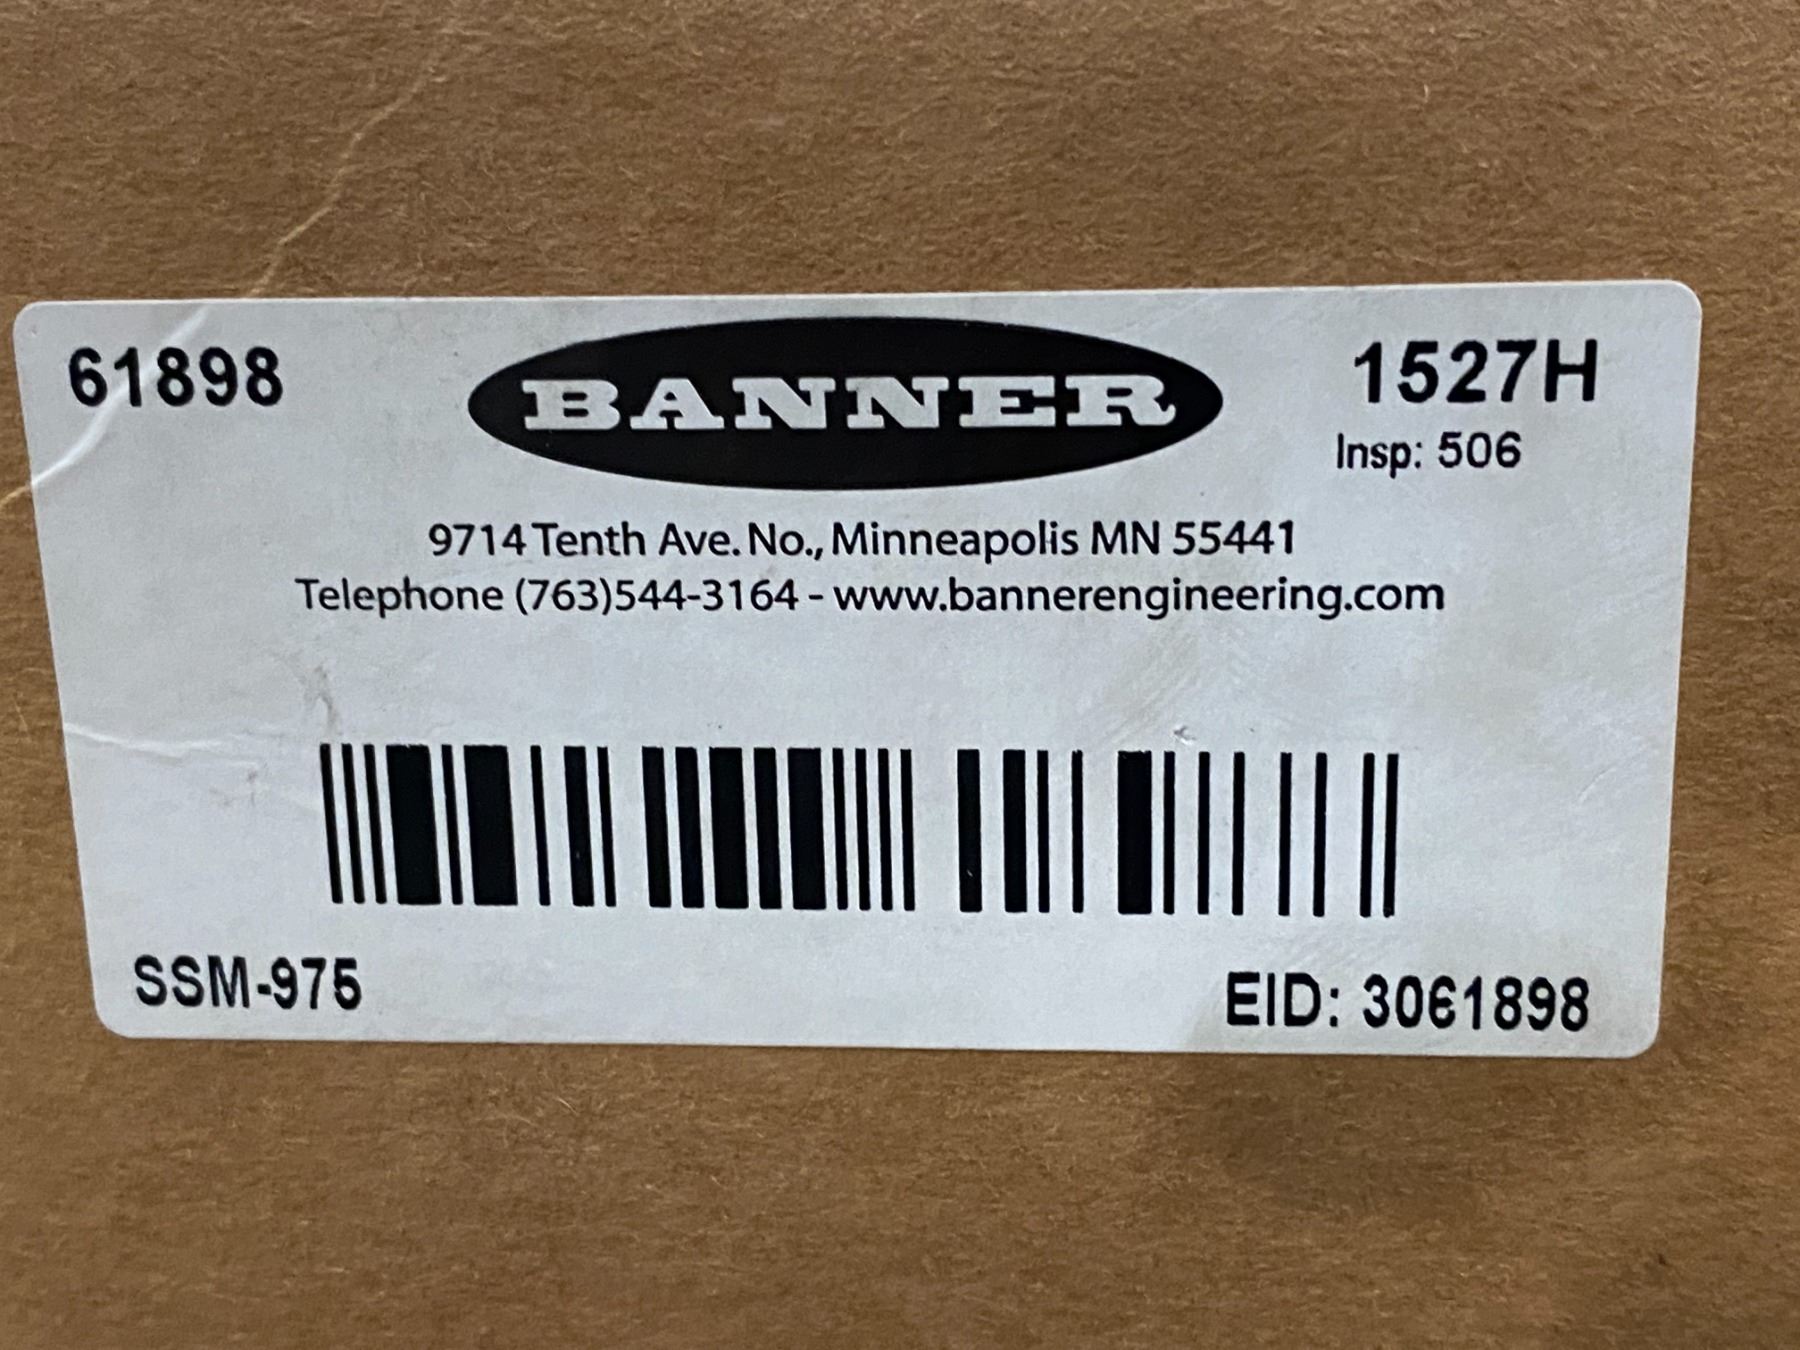 61898
BANNER
1527H
Insp: 506
9714 Tenth Ave. No., Minneapolis MN 55441
Telephone (763)544-3164 - www.bannerengineering.com
SSM-975
EID: 3061898